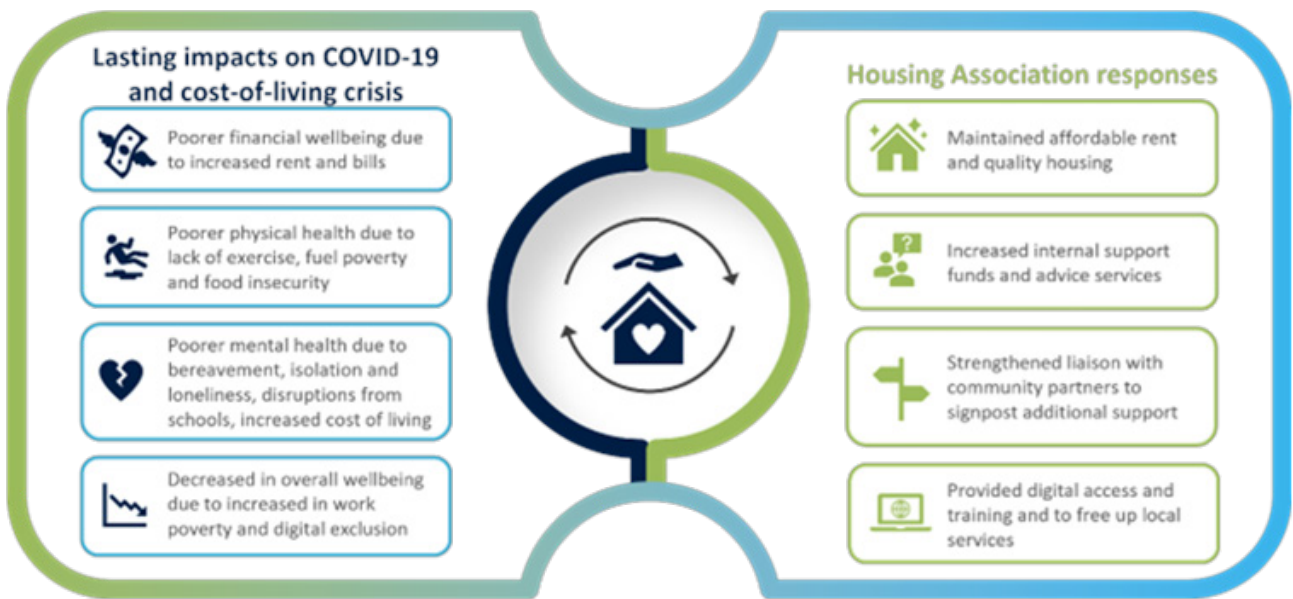 Lasting impacts on COVID-19
and cost-of-living crisis
Poorer financial wellbeing due
to increased rent and bills
Poorer physical health due to
lack of exercise, fuel poverty
and food insecurity
Poorer mental health due to
bereavement, isolation and
loneliness, disruptions from
schools, increased cost of living
Decreased in overall wellbeing
due to increased in work
poverty and digital exclusion
Housing Association responses
Maintained affordable rent
and quality housing
?
Increased internal support
funds and advice services
Strengthened liaison with
community partners to
signpost additional support
Provided digital access and
training and to free up local
services